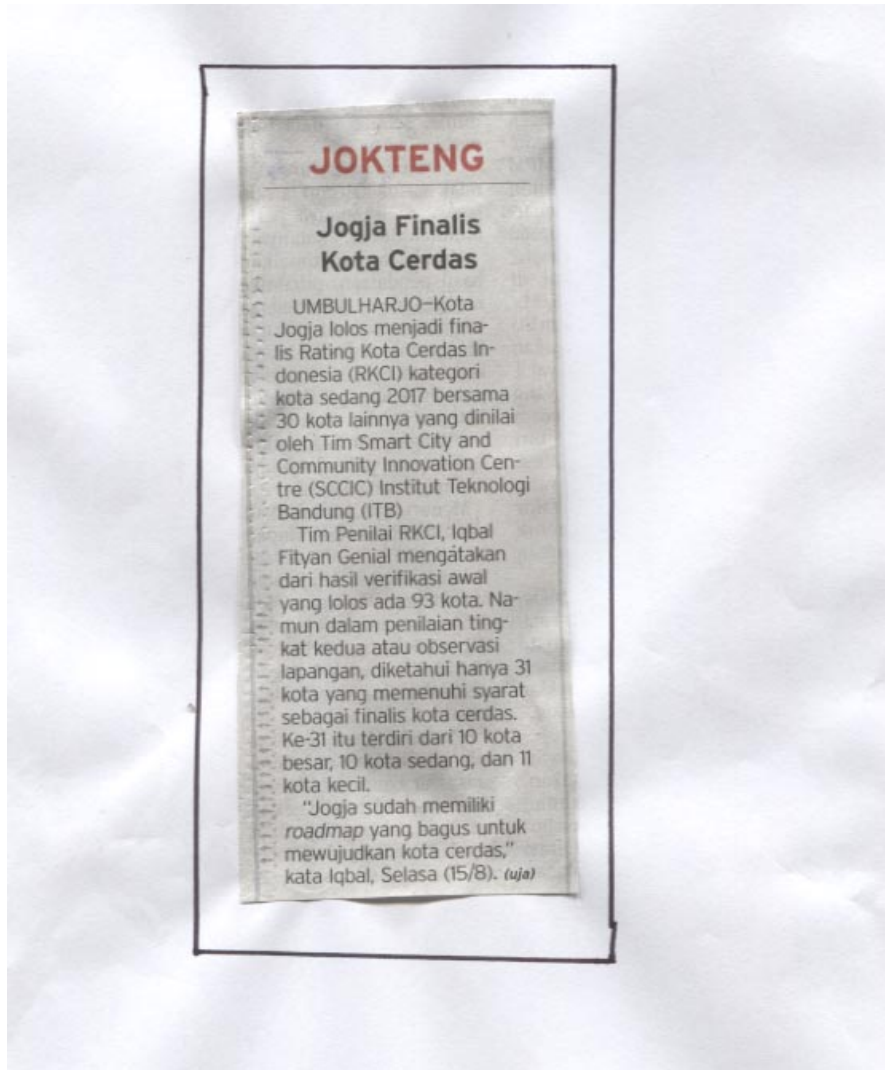 JOKTENG
Jogja Finalis
Kota Cerdas
UMBULHARJO–Kota
Jogja lolos menjadi fina-
lis Rating Kota Cerdas In-
donesia (RKCI) kategori
kota sedang 2017 bersama
30 kota lainnya yang dinilai
oleh Tim Smart City and
Community Innovation Cen-
tre (SCCIC) Institut Teknologi
Bandung (ITB)
Tim Penilai RKCI, Iqbal
Fityan Genial mengatakan
dari hasil verifikasi awal
yang lolos ada 93 kota. Na-
mun dalam penilaian ting-
kat kedua atau observasi
lapangan, diketahui hanya 31
kota yang memenuhi syarat
sebagai finalis kota cerdas.
Ke-31 itu terdiri dari 10 kota
besar, 10 kota sedang, dan 11
kota kecil.
"Jogja sudah memiliki
roadmap yang bagus untuk
mewujudkan kota cerdas,"
kata Iqbal, Selasa (15/8). (uja)